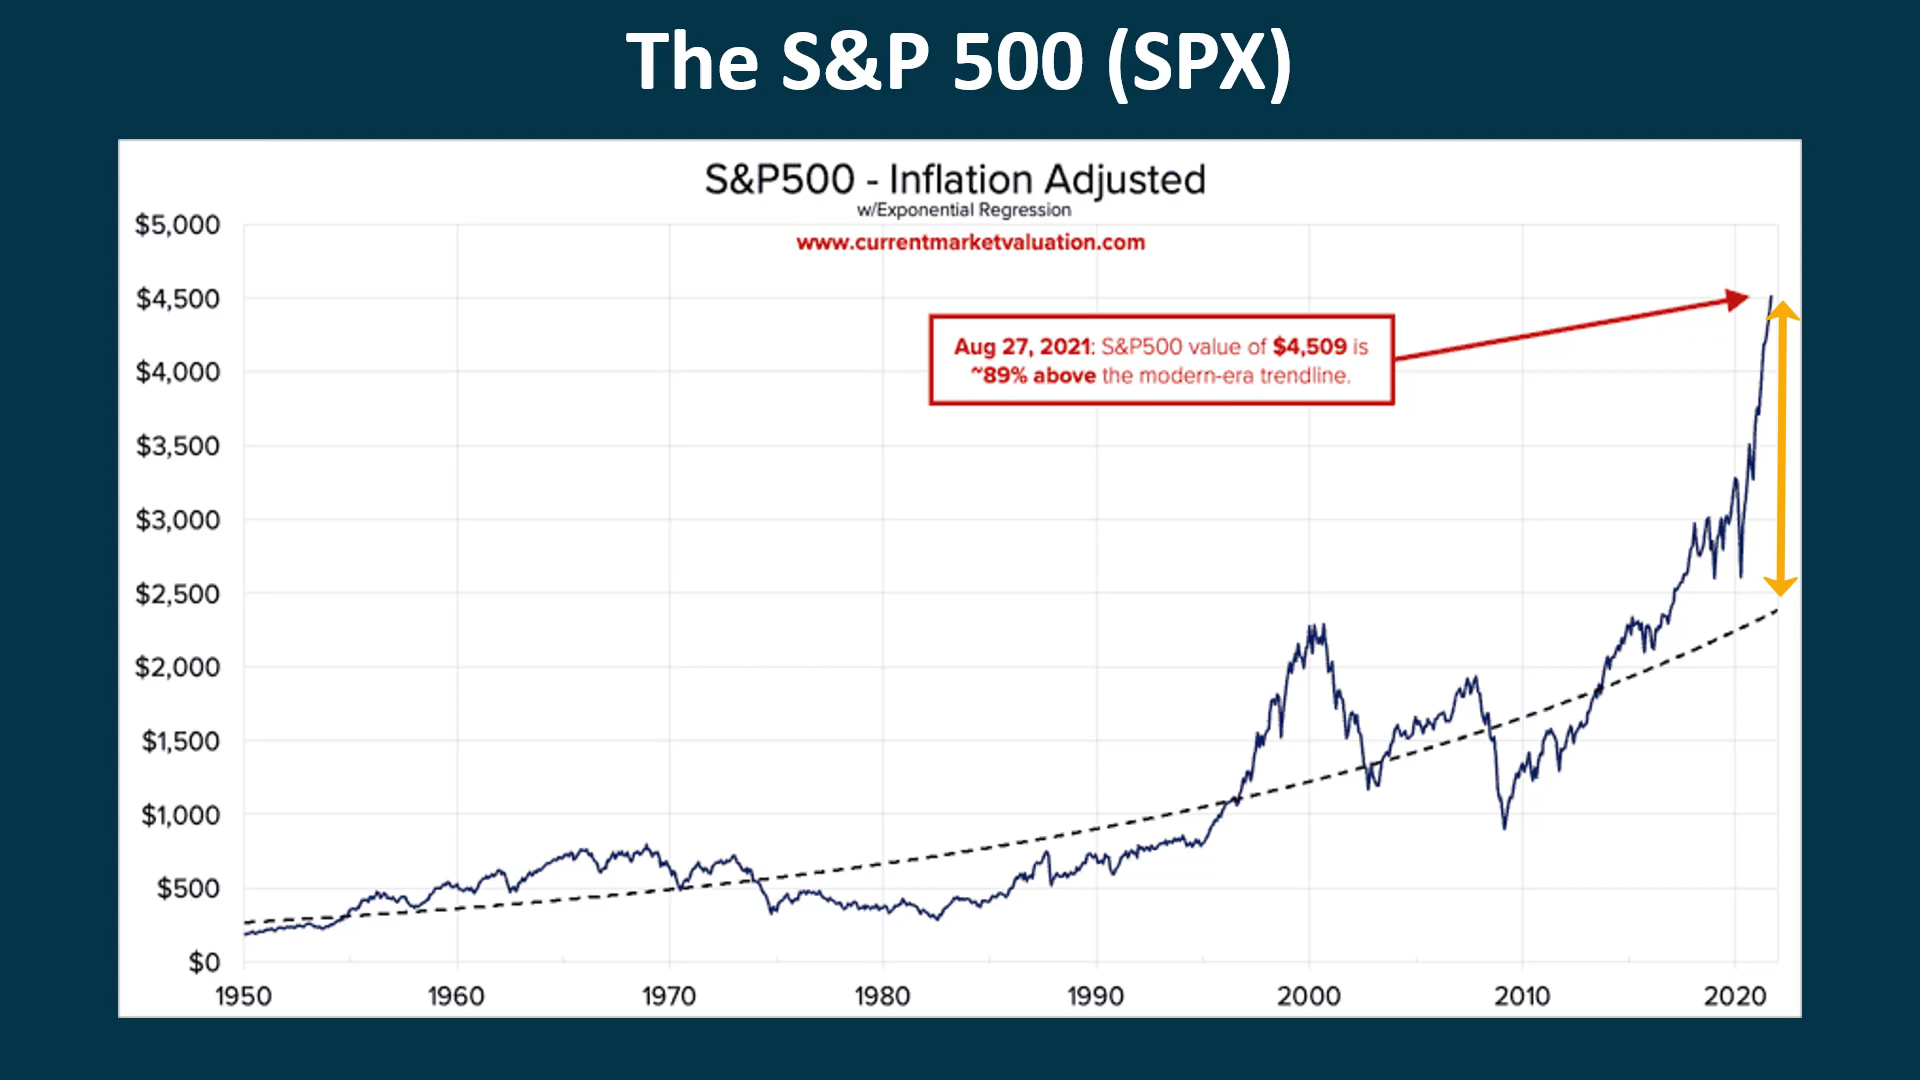 The S&P 500 (SPX)
S&P500 - Inflation Adjusted
w/Exponential Regression
www.currentmarketvaluation.com
$5,000
$4,500
$4,000
$3,500
$3,000
$2,500
$2,000
$1,500
$1,000
$500
$0
Aug 27, 2021: S&P500 value of $4,509 is
~89% above the modern-era trendline.
1950 1960 1970 1980 1990 2000 2010 2020